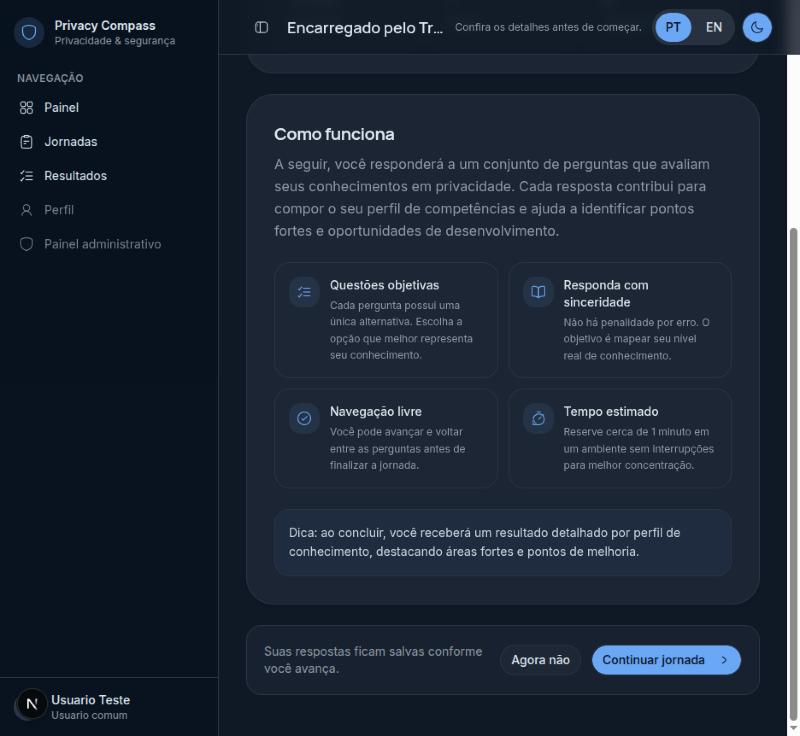 Privacy Compass
Privacidade & segurança
NAVEGAÇÃO
Painel
Jornadas
Resultados
Perfil
Painel administrativo
N
Usuario Teste
Usuario comum
Encarregado pelo Tr...
Confira os detalhes antes de começar.
PT
EN
Como funciona
A seguir, você responderá a um conjunto de perguntas que avaliam
seus conhecimentos em privacidade. Cada resposta contribui para
compor o seu perfil de competências e ajuda a identificar pontos
fortes e oportunidades de desenvolvimento.
Questões objetivas
Cada pergunta possui uma
única alternativa. Escolha a
opção que melhor representa
seu conhecimento.
Responda com
sinceridade
Não há penalidade por erro. O
objetivo é mapear seu nível
real de conhecimento.
Navegação livre
Você pode avançar e voltar
entre as perguntas antes de
finalizar a jornada.
Tempo estimado
Reserve cerca de 1 minuto em
um ambiente sem interrupções
para melhor concentração.
Dica: ao concluir, você receberá um resultado detalhado por perfil de
conhecimento, destacando áreas fortes e pontos de melhoria.
Suas respostas ficam salvas conforme
você avança.
Agora não
Continuar jornada